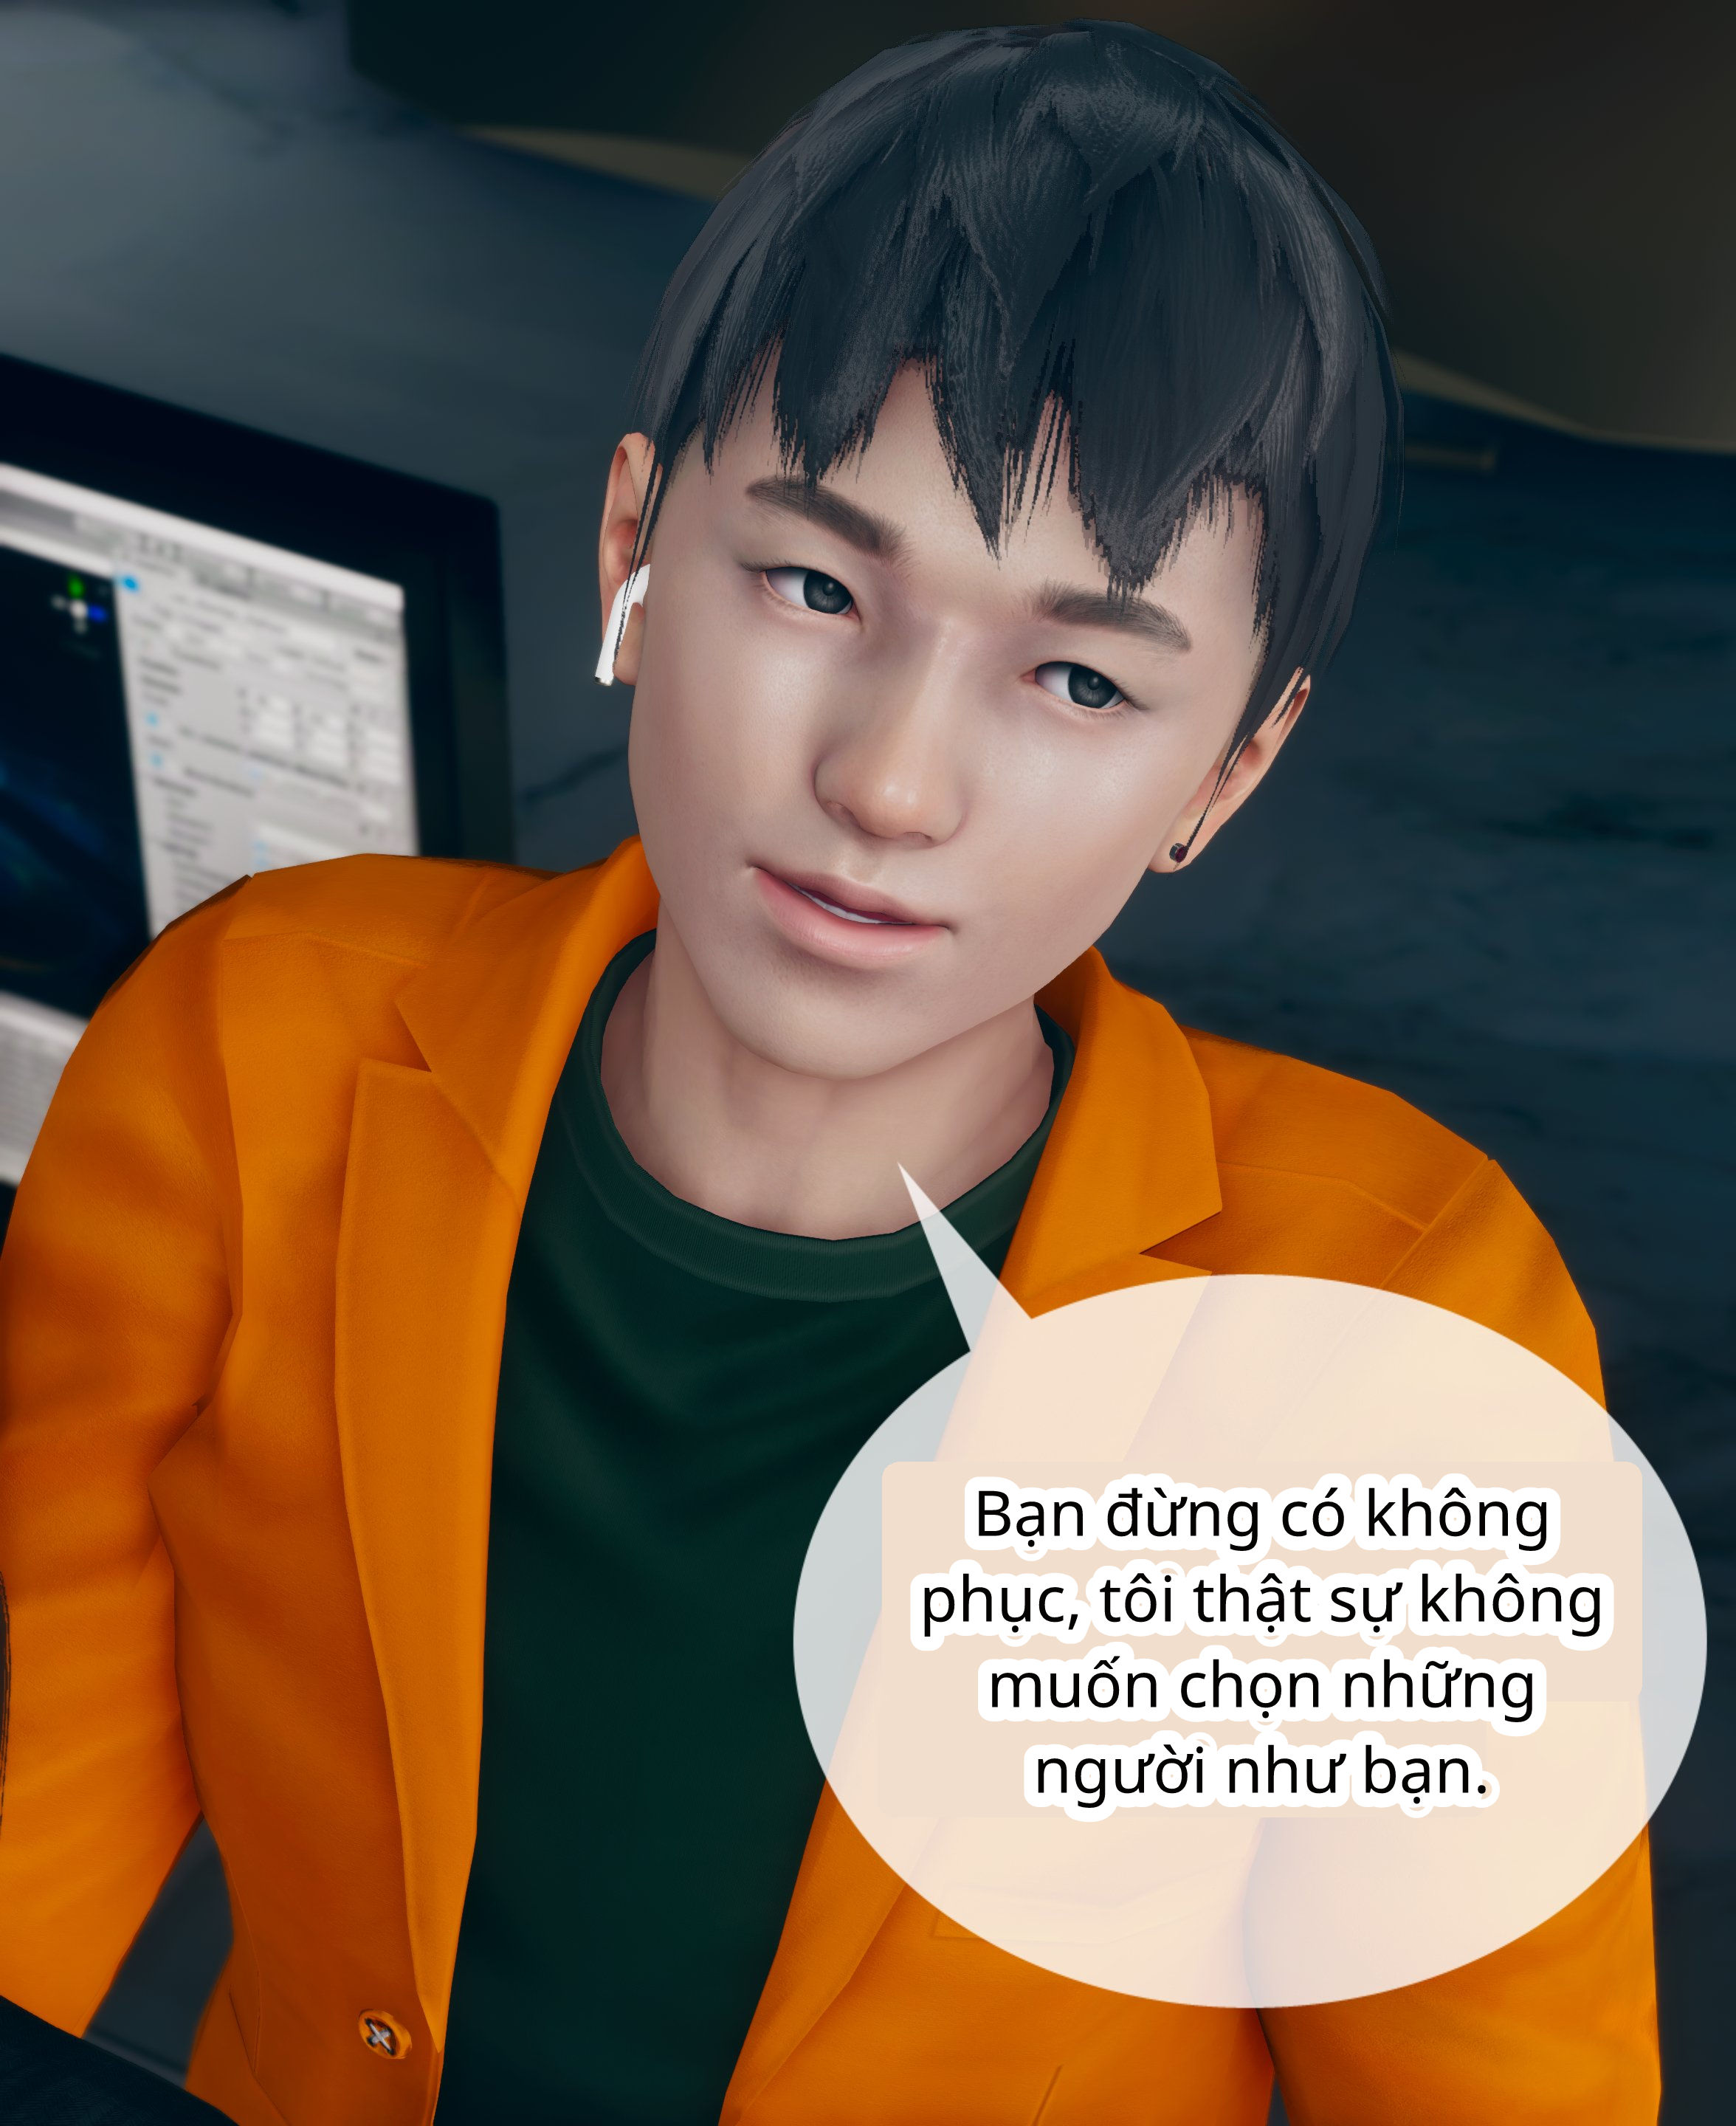 Bạn đừng có không
phục, tôi thật sự không
muốn chọn những
người như bạn.